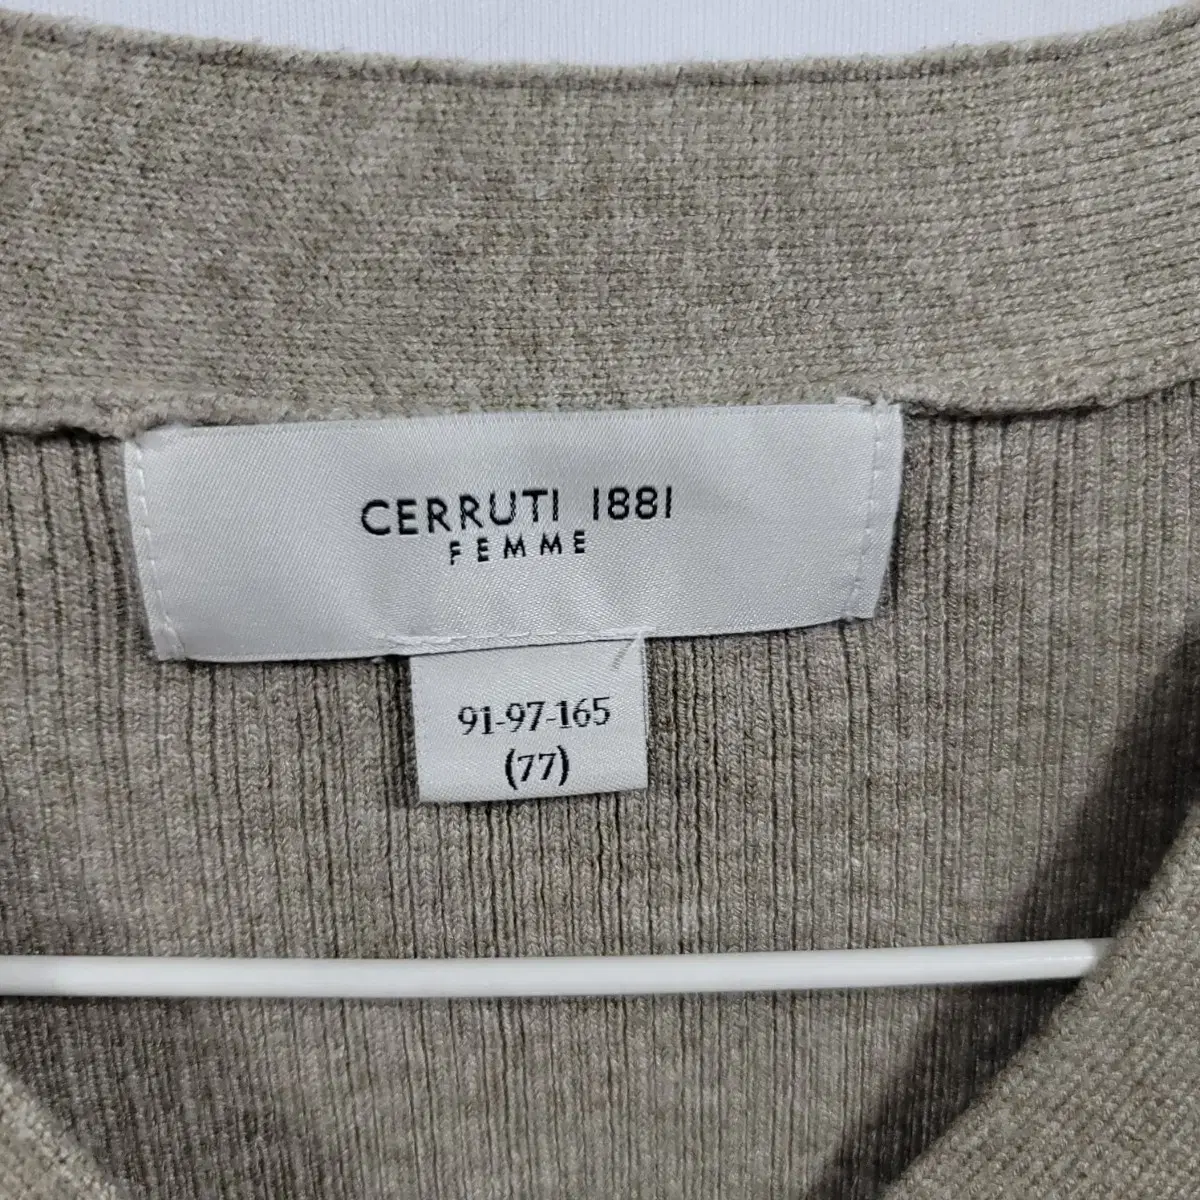 CERRUTI 1881
FEMME
91-97-165
(77)